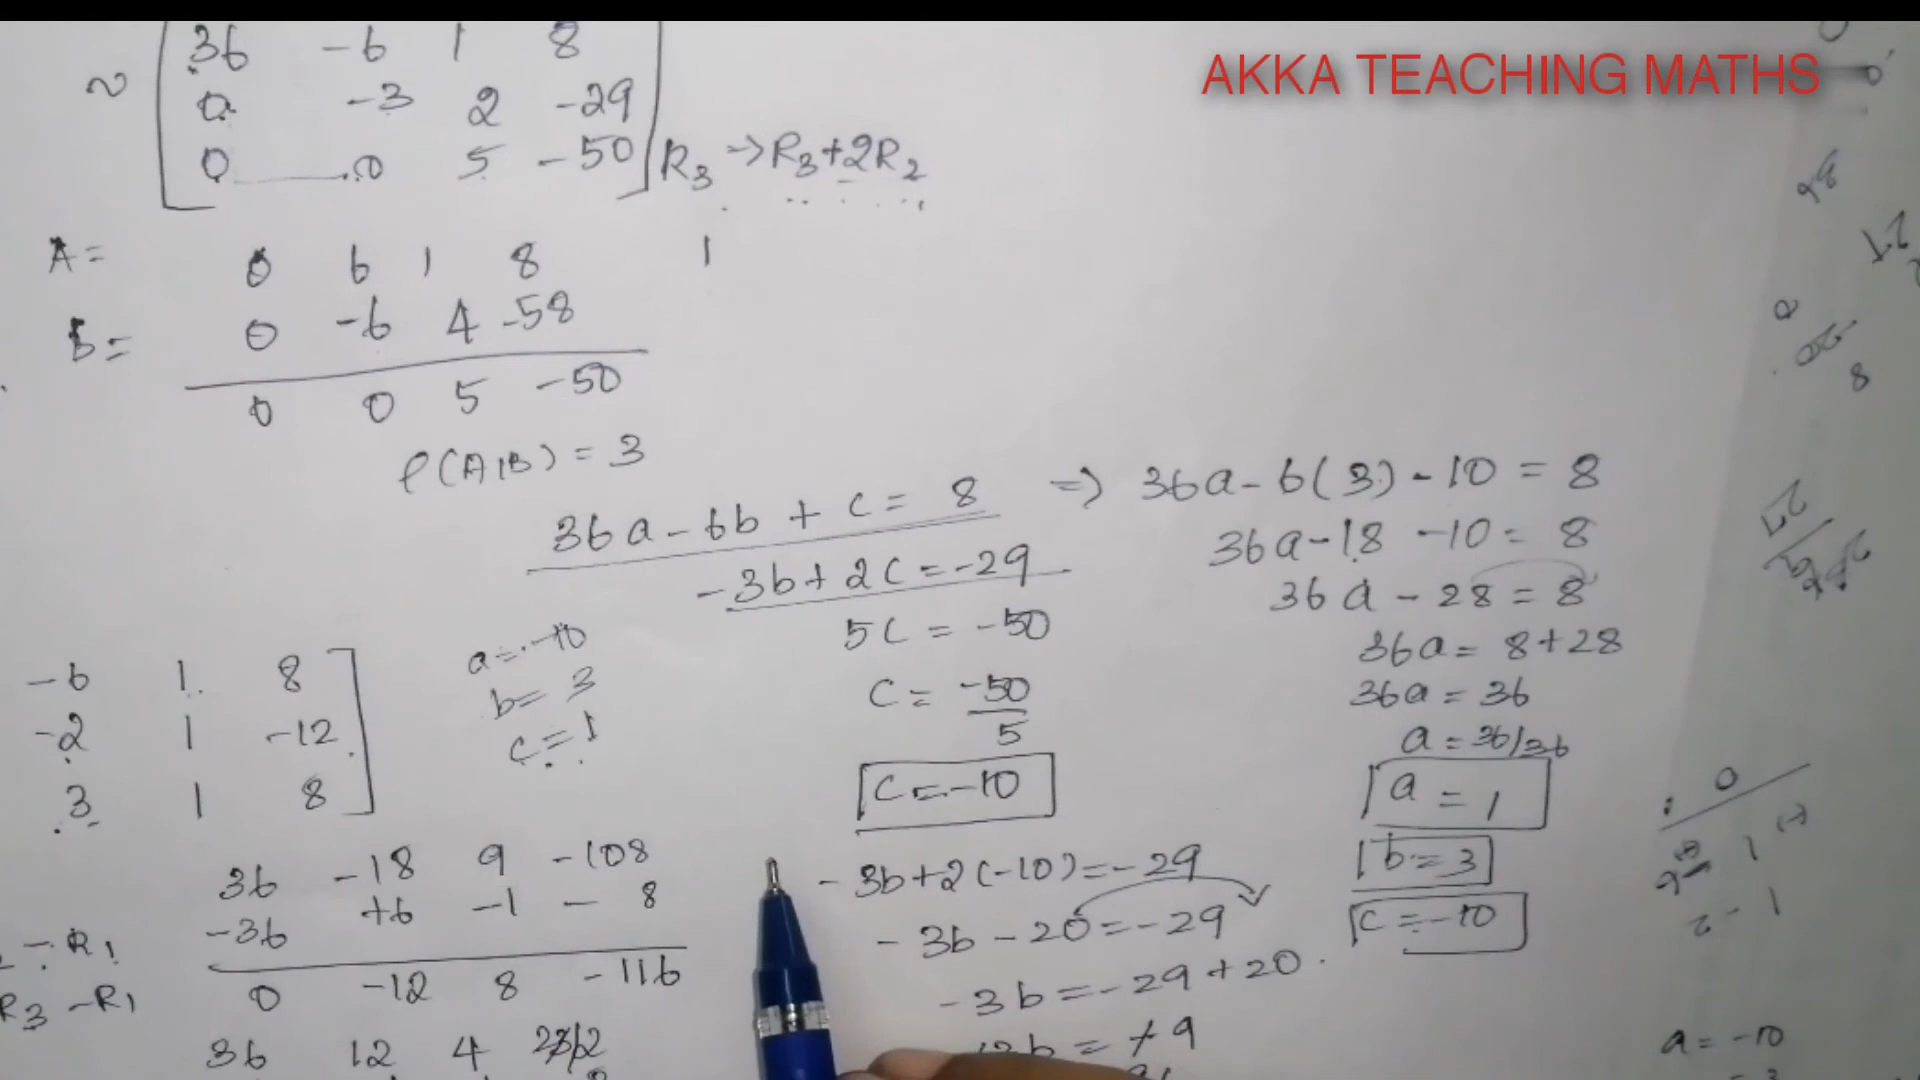 AKKA TEACHING MATHS
~ 36 -6 1 8
0 -3 2 -29
0 0 5 -50 R3 → R3+2R2
A = 0 6 1 8
1
B = 0 -6 4 -58
0 0 5 -50
ρ(A|B) = 3
36a - 6b + c = 8
-3b + 2c = -29
5c = -50
c = -50/5
c = -10
⇒ 36a - 6(3) - 10 = 8
36a - 18 - 10 = 8
36a - 28 = 8
36a = 8+28
36a = 36
a = 36/36
a = 1
b = 3
c = -10
-6 1 8
-2 1 -12
3 1 8
a = -10
b = 3
c = 1
36 -18 9 -108
-36 +6 -1 - 8
0 -12 8 -116
- R1
R3 - R1
36 12 4
-3b+2(-10) = -29
-3b - 20 = -29
-3b = -29 + 20
a = -10